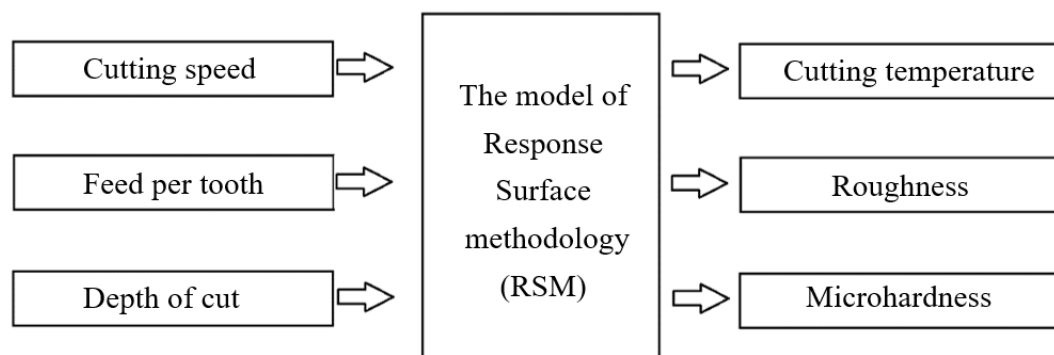 Cutting speed
Feed per tooth
Depth of cut
The model of
Response
Surface
methodology
(RSM)
Cutting temperature
Roughness
Microhardness